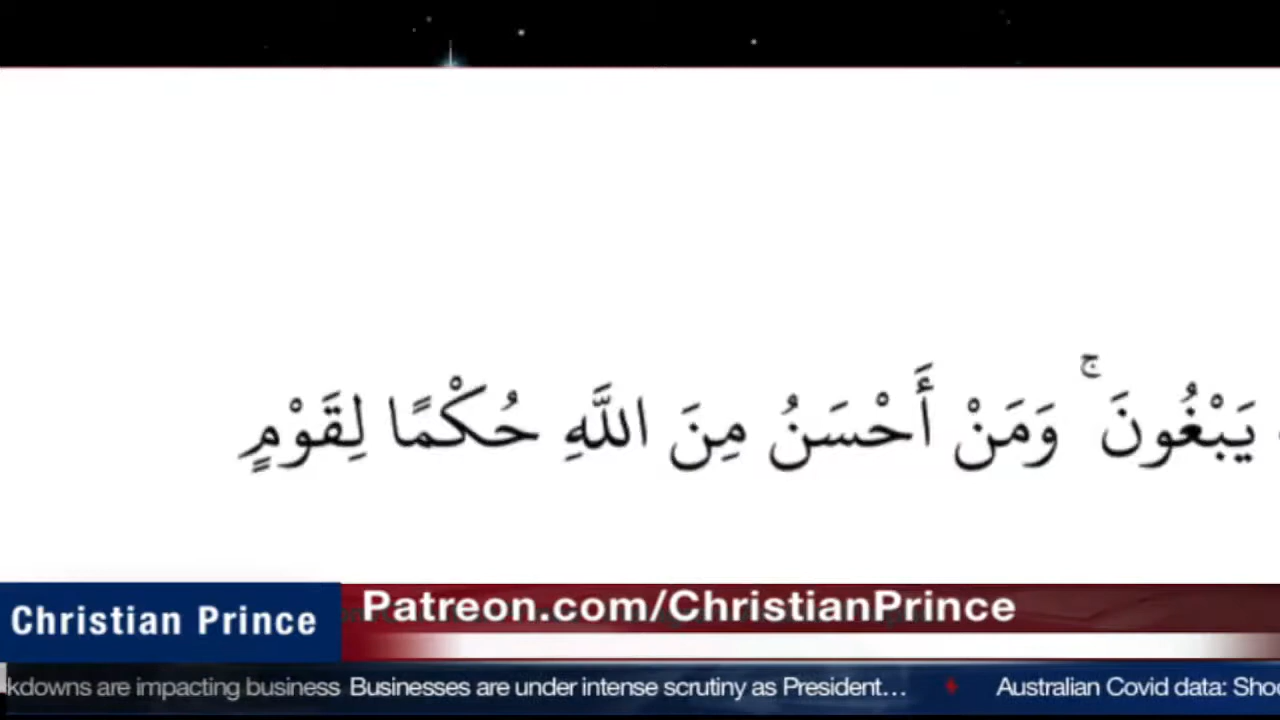 يَبْغُونَ ۚ وَمَنْ أَحْسَنُ مِنَ اللَّهِ حُكْمًا لِقَوْمٍ
Christian Prince
Patreon.com/ChristianPrince
kdowns are impacting business Businesses are under intense scrutiny as President… Australian Covid data: Shoc